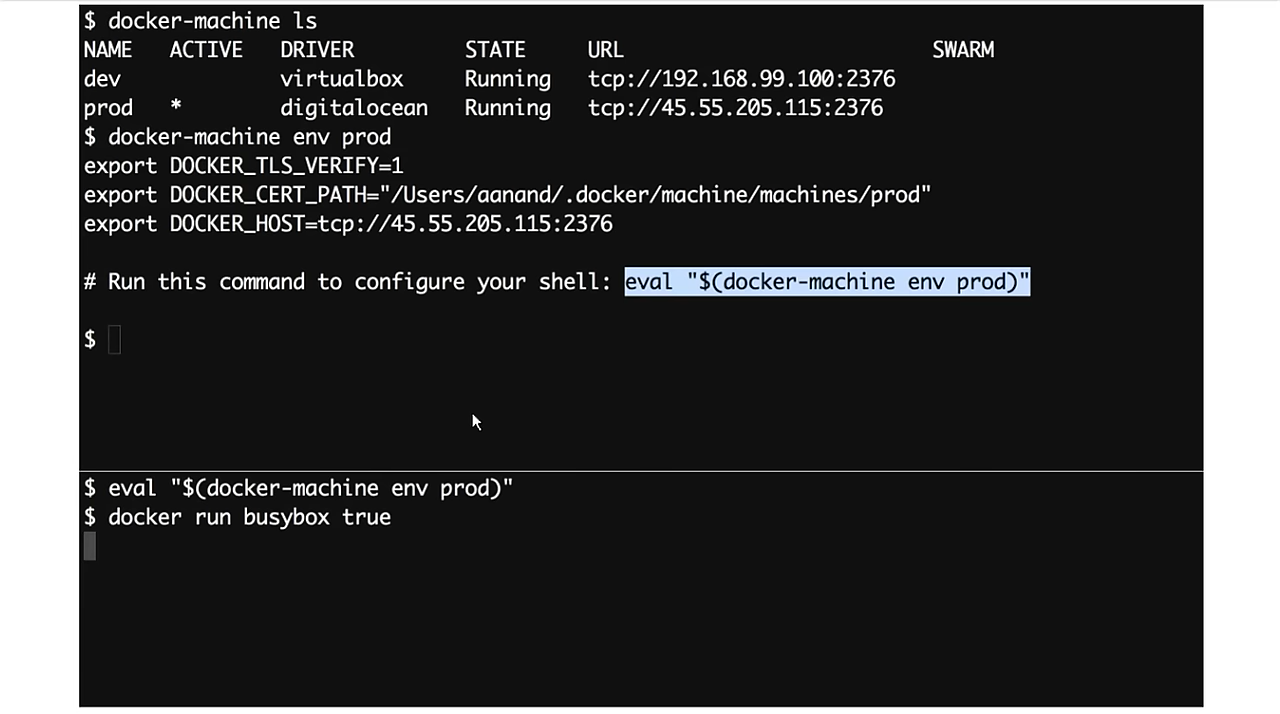 $ docker-machine ls
NAME   ACTIVE   DRIVER         STATE     URL                         SWARM
dev             virtualbox     Running   tcp://192.168.99.100:2376
prod   *        digitalocean   Running   tcp://45.55.205.115:2376
$ docker-machine env prod
export DOCKER_TLS_VERIFY=1
export DOCKER_CERT_PATH="/Users/aanand/.docker/machine/machines/prod"
export DOCKER_HOST=tcp://45.55.205.115:2376
# Run this command to configure your shell: eval "$(docker-machine env prod)"
$
$ eval "$(docker-machine env prod)"
$ docker run busybox true